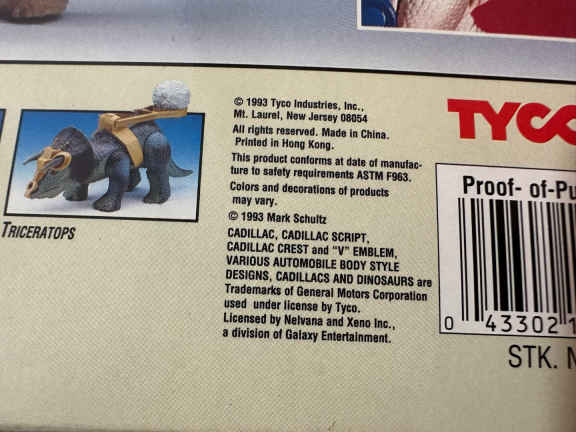 TRICERATOPS
© 1993 Tyco Industries, Inc.,
Mt. Laurel, New Jersey 08054
All rights reserved. Made in China.
Printed in Hong Kong.
This product conforms at date of manufac-
ture to safety requirements ASTM F963.
Colors and decorations of products
may vary.
© 1993 Mark Schultz
CADILLAC, CADILLAC SCRIPT,
CADILLAC CREST and "V" EMBLEM,
VARIOUS AUTOMOBILE BODY STYLE
DESIGNS, CADILLACS AND DINOSAURS are
Trademarks of General Motors Corporation
used under license by Tyco.
Licensed by Nelvana and Xeno Inc.,
a division of Galaxy Entertainment.
TYCO
Proof- of-Pu
0 43302 1
STK. N